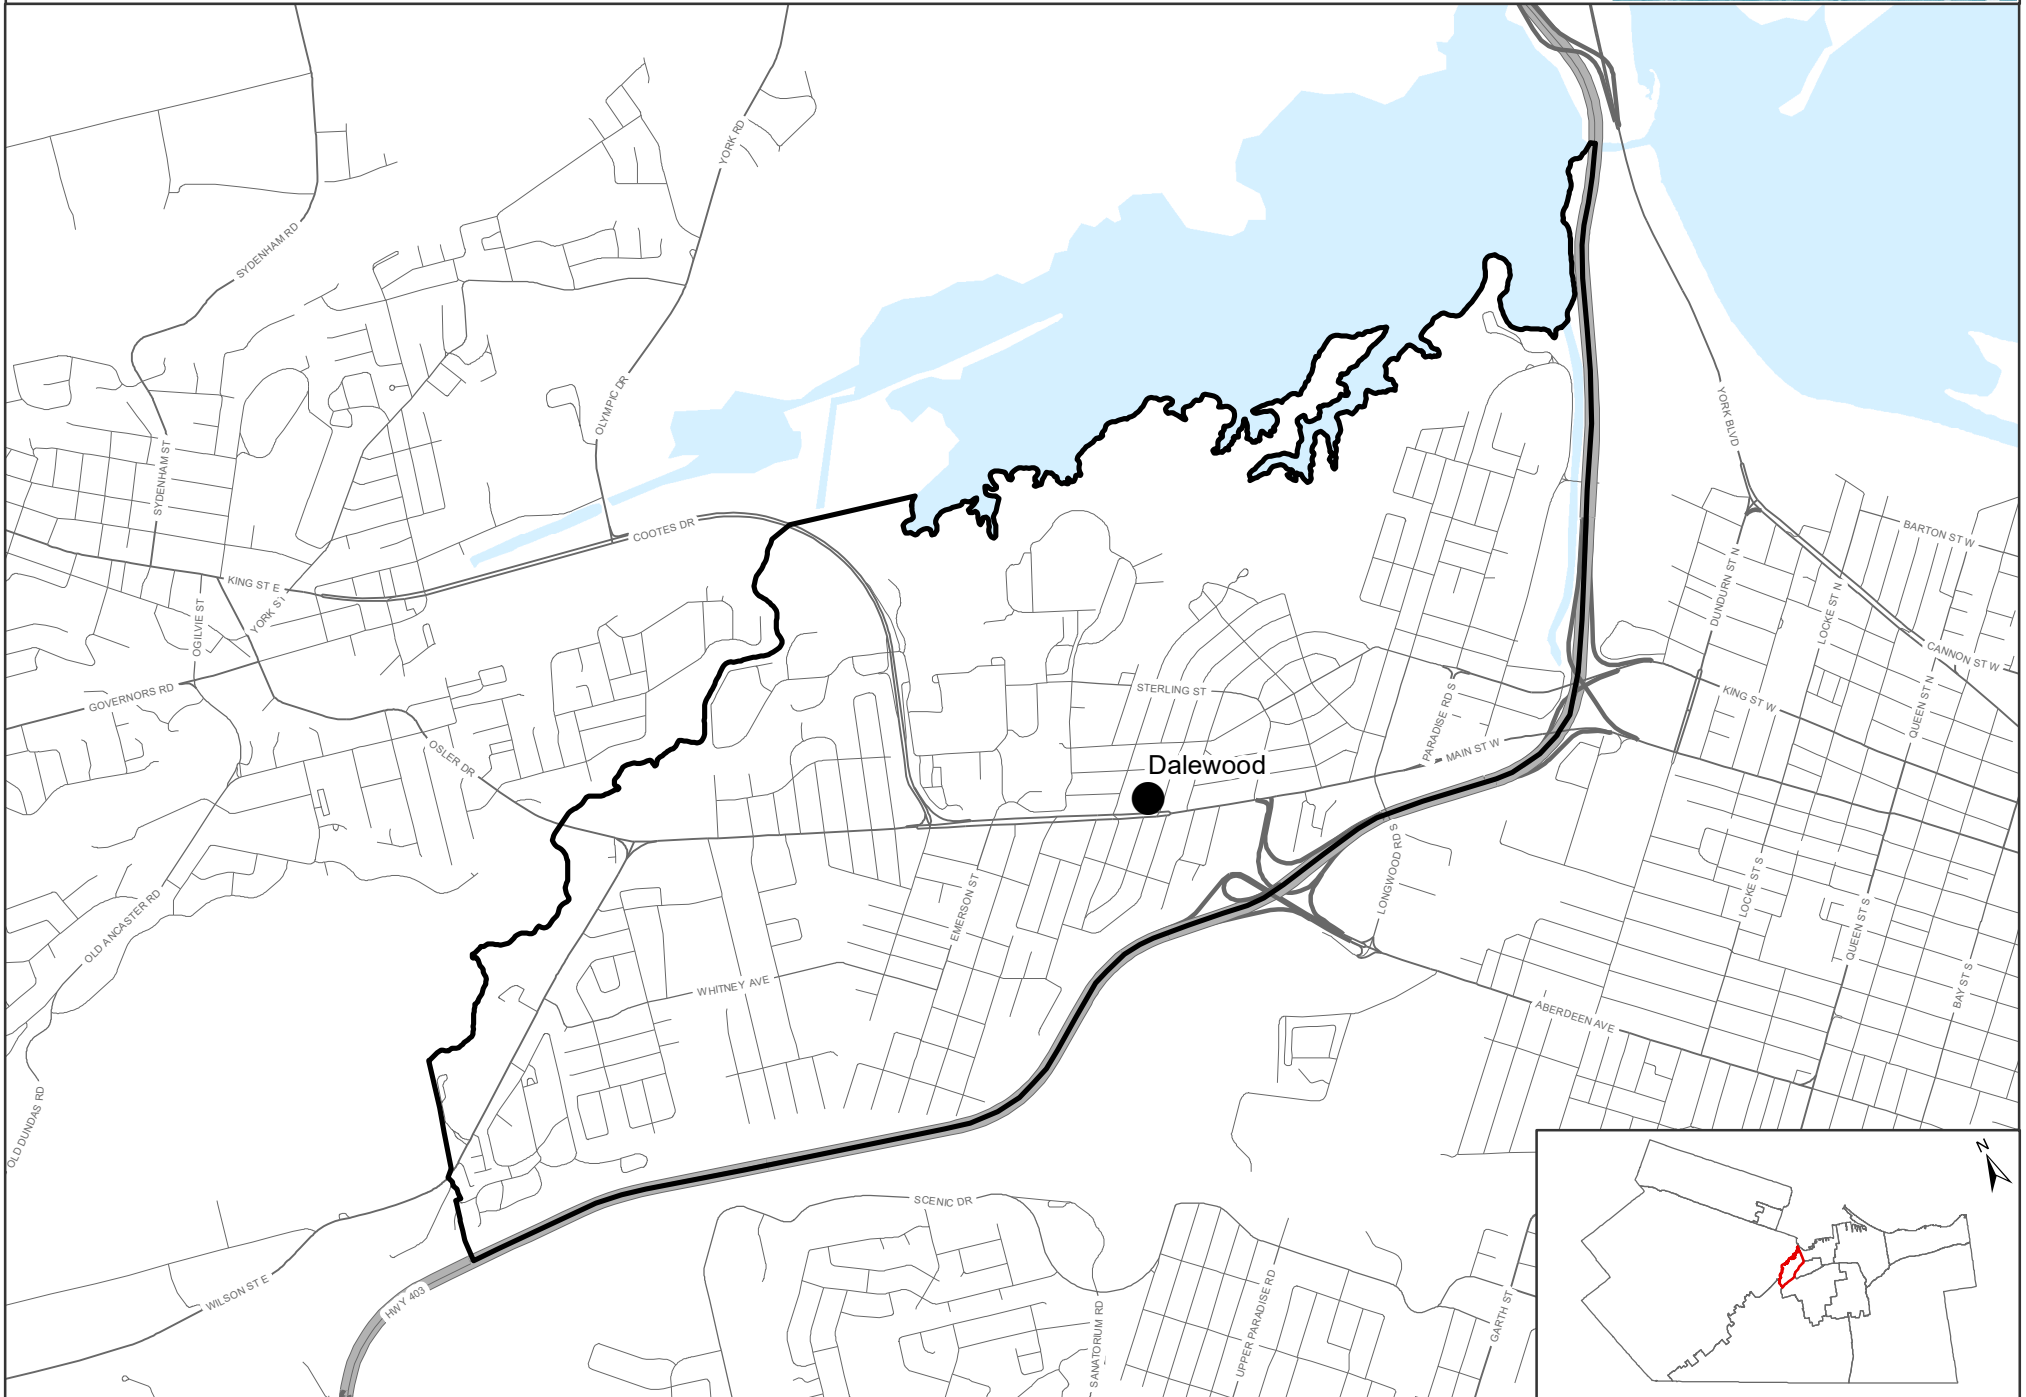 SYDENHAM RD
YORK RD
OLYMPIC DR
YORK BLVD
SYDENHAM ST
COOTES DR
BARTON ST W
KING ST E
YORK ST
OGILVIE ST
DUNDURN ST N
LOCKE ST N
CANNON ST W
GOVERNORS RD
STERLING ST
PARADISE RD S
KING ST W
QUEEN ST N
OSLER DR
MAIN ST W
Dalewood
LONGWOOD RD S
LOCKE ST S
EMERSON ST
OLD ANCASTER RD
QUEEN ST S
BAY ST S
WHITNEY AVE
ABERDEEN AVE
OLD DUNDAS RD
N
SCENIC DR
WILSON ST E
HWY 403
SANATORIUM RD
UPPER PARADISE RD
GARTH ST